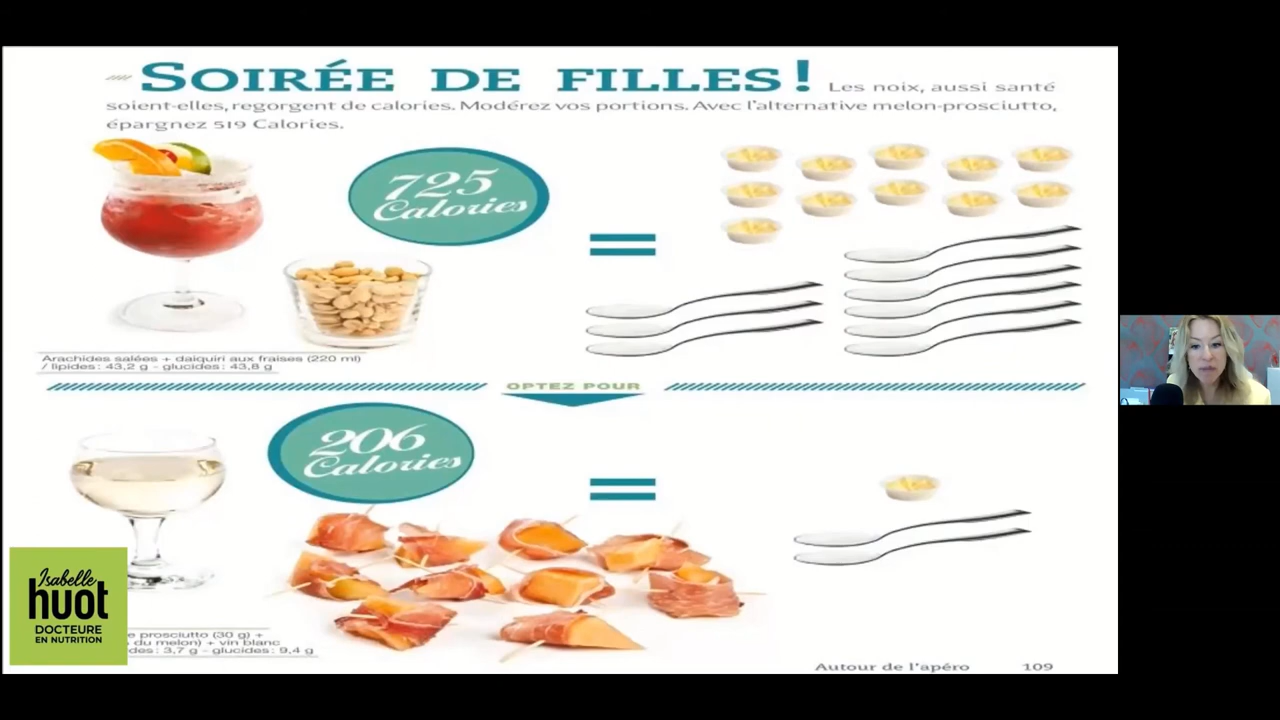 SOIRÉE DE FILLES! Les noix, aussi santé
soient-elles, regorgent de calories. Modérez vos portions. Avec l'alternative melon-prosciutto,
épargnez 519 Calories.
725
Calories
=
Arachides salées + daiquiri aux fraises (220 ml)
/ lipides : 43,2 g - glucides : 43,8 g
OPTEZ POUR
206
Calories
=
Isabelle
huot
DOCTEURE
EN NUTRITION
prosciutto (30 g) +
du melon) + vin blanc
3,7 g - glucides : 9,4 g
Autour de l'apéro 109